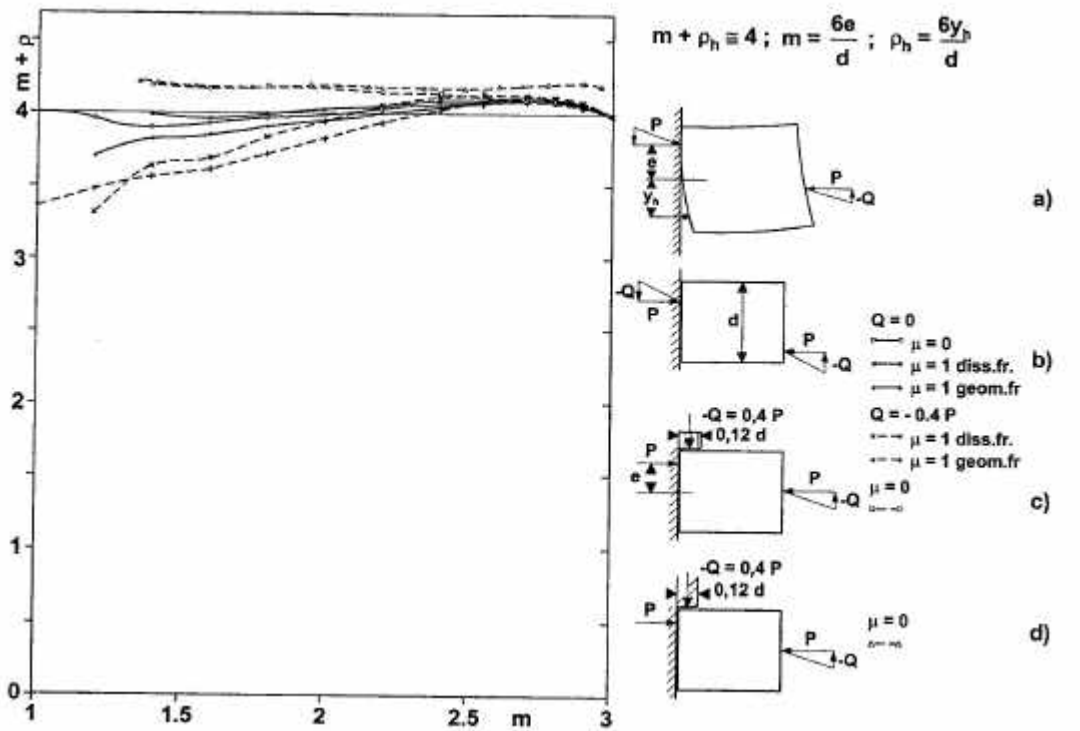 m + ρ
4
3
2
1
0
1
1.5
2
2.5
m
3
m + ρh ≅ 4 ; m = 6e/d ; ρh = 6yh/d
P
e
yh
P
-Q
a)
-Q
P
d
P
-Q
b)
Q = 0
μ = 0
μ = 1 diss.fr.
μ = 1 geom.fr
Q = - 0.4 P
μ = 1 diss.fr.
μ = 1 geom.fr
μ = 0
-Q = 0,4 P
0,12 d
P
e
P
-Q
c)
-Q = 0,4 P
0,12 d
P
P
-Q
μ = 0
d)